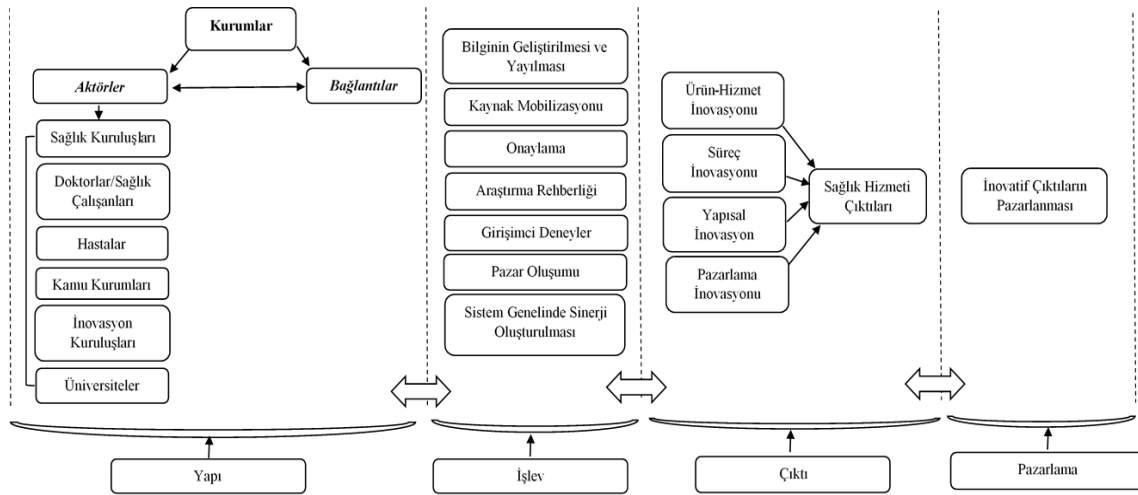 Kurumlar
Aktörler
Bağlantılar
Sağlık Kuruluşları
Doktorlar/Sağlık
Çalışanları
Hastalar
Kamu Kurumları
İnovasyon
Kuruluşları
Üniversiteler
Bilginin Geliştirilmesi ve
Yayılması
Kaynak Mobilizasyonu
Onaylama
Araştırma Rehberliği
Girişimci Deneyler
Pazar Oluşumu
Sistem Genelinde Sinerji
Oluşturulması
Ürün-Hizmet
İnovasyonu
Süreç
İnovasyonu
Yapısal
İnovasyon
Pazarlama
İnovasyonu
Sağlık Hizmeti
Çıktıları
İnovatif Çıktıların
Pazarlanması
Yapı
İşlev
Çıktı
Pazarlama